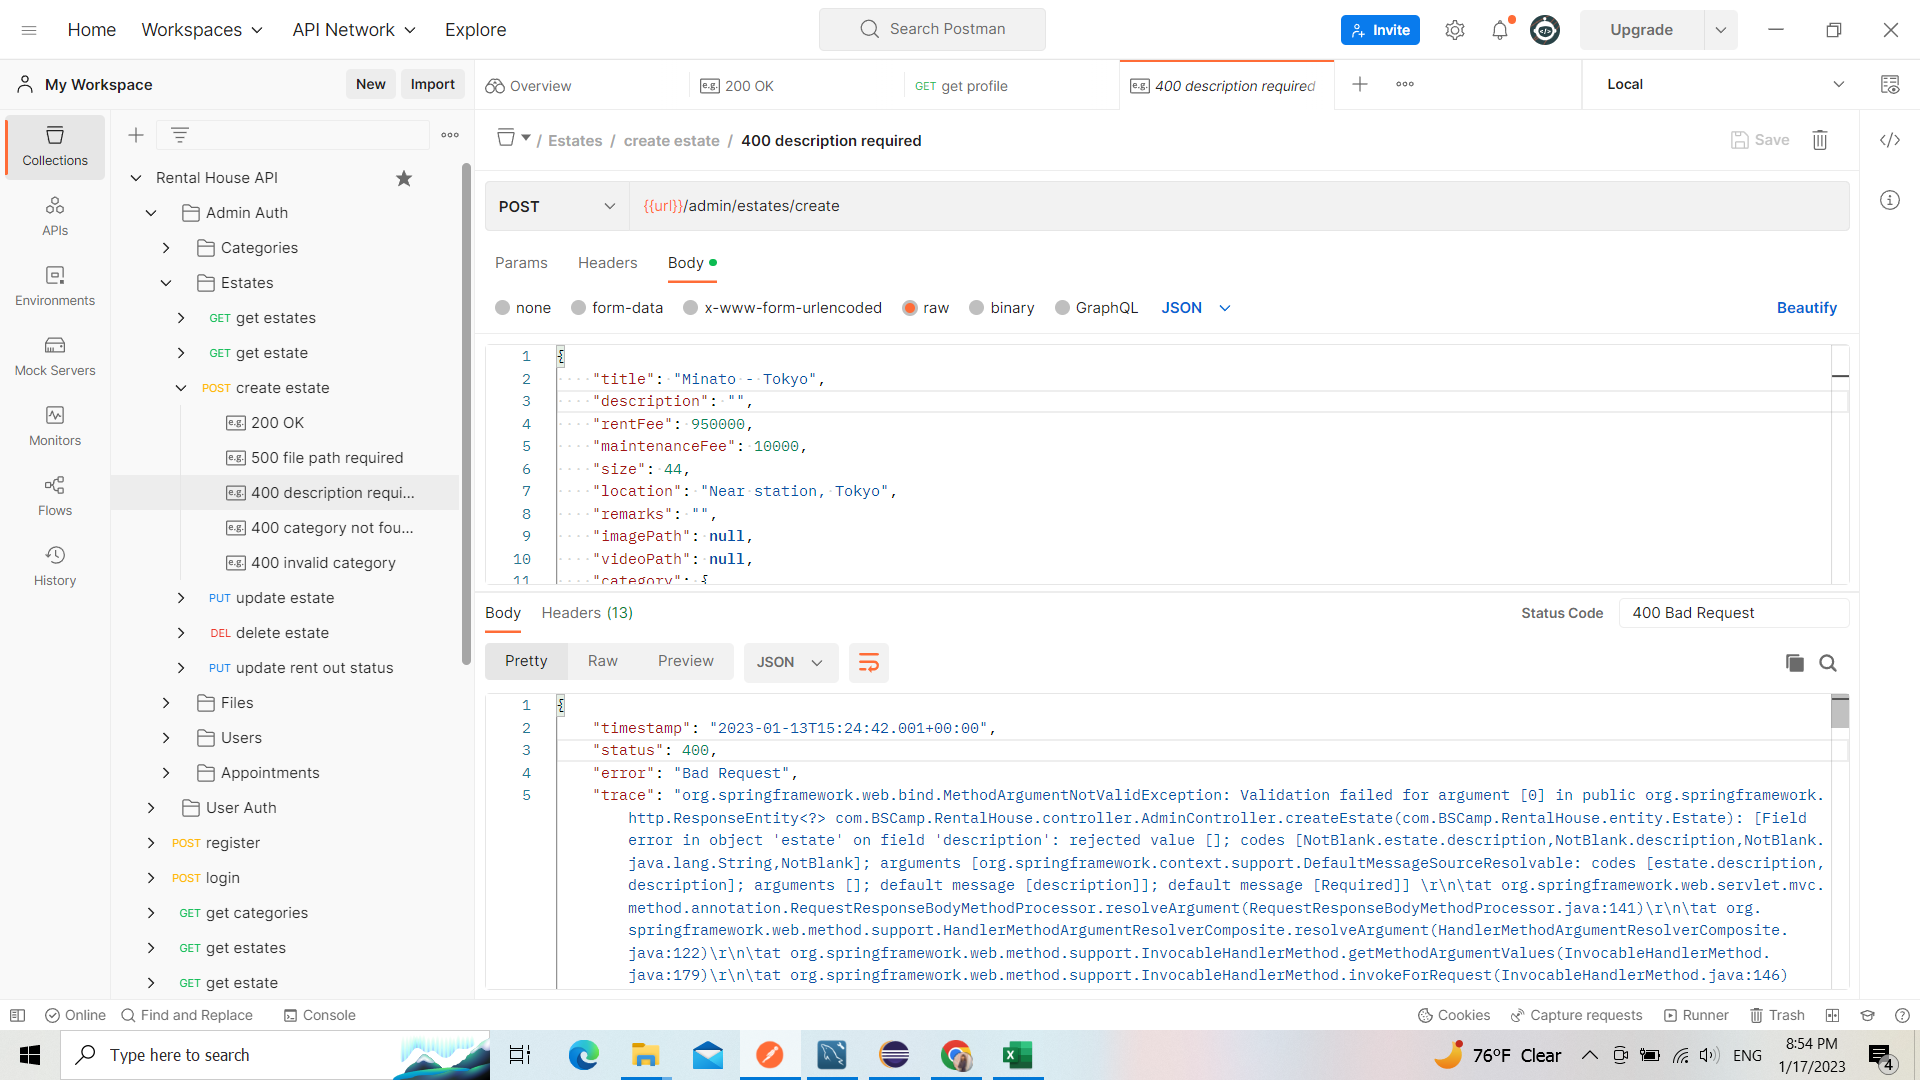 Home Workspaces API Network Explore Search Postman Invite Upgrade
My Workspace New Import Overview e.g. 200 OK GET get profile e.g. 400 description required Local
Collections
APIs
Environments
Mock Servers
Monitors
Flows
History
Rental House API
Admin Auth
Categories
Estates
GET get estates
GET get estate
POST create estate
e.g. 200 OK
e.g. 500 file path required
e.g. 400 description requi...
e.g. 400 category not fou...
e.g. 400 invalid category
PUT update estate
DEL delete estate
PUT update rent out status
Files
Users
Appointments
User Auth
POST register
POST login
GET get categories
GET get estates
GET get estate
/ Estates / create estate / 400 description required Save
POST {{url}}/admin/estates/create
Params Headers Body
none form-data x-www-form-urlencoded raw binary GraphQL JSON Beautify
1 {
2 "title": "Minato - Tokyo",
3 "description": "",
4 "rentFee": 950000,
5 "maintenanceFee": 10000,
6 "size": 44,
7 "location": "Near station, Tokyo",
8 "remarks": "",
9 "imagePath": null,
10 "videoPath": null,
11 "category": {
Body Headers (13) Status Code 400 Bad Request
Pretty Raw Preview JSON
1 {
2 "timestamp": "2023-01-13T15:24:42.001+00:00",
3 "status": 400,
4 "error": "Bad Request",
5 "trace": "org.springframework.web.bind.MethodArgumentNotValidException: Validation failed for argument [0] in public org.springframework.
http.ResponseEntity<?> com.BSCamp.RentalHouse.controller.AdminController.createEstate(com.BSCamp.RentalHouse.entity.Estate): [Field
error in object 'estate' on field 'description': rejected value []; codes [NotBlank.estate.description,NotBlank.description,NotBlank.
java.lang.String,NotBlank]; arguments [org.springframework.context.support.DefaultMessageSourceResolvable: codes [estate.description,
description]; arguments []; default message [description]]; default message [Required]] \r\n\tat org.springframework.web.servlet.mvc.
method.annotation.RequestResponseBodyMethodProcessor.resolveArgument(RequestResponseBodyMethodProcessor.java:141)\r\n\tat org.
springframework.web.method.support.HandlerMethodArgumentResolverComposite.resolveArgument(HandlerMethodArgumentResolverComposite.
java:122)\r\n\tat org.springframework.web.method.support.InvocableHandlerMethod.getMethodArgumentValues(InvocableHandlerMethod.
java:179)\r\n\tat org.springframework.web.method.support.InvocableHandlerMethod.invokeForRequest(InvocableHandlerMethod.java:146)
Online Find and Replace Console Cookies Capture requests Runner Trash
Type here to search 76°F Clear ENG 8:54 PM
1/17/2023 4